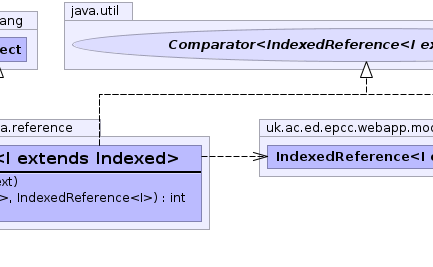 java.util
ang
ect
Comparator<IndexedReference<I ex
a.reference
<I extends Indexed>
ext)
>, IndexedReference<I>) : int
uk.ac.ed.epcc.webapp.mod
IndexedReference<I e